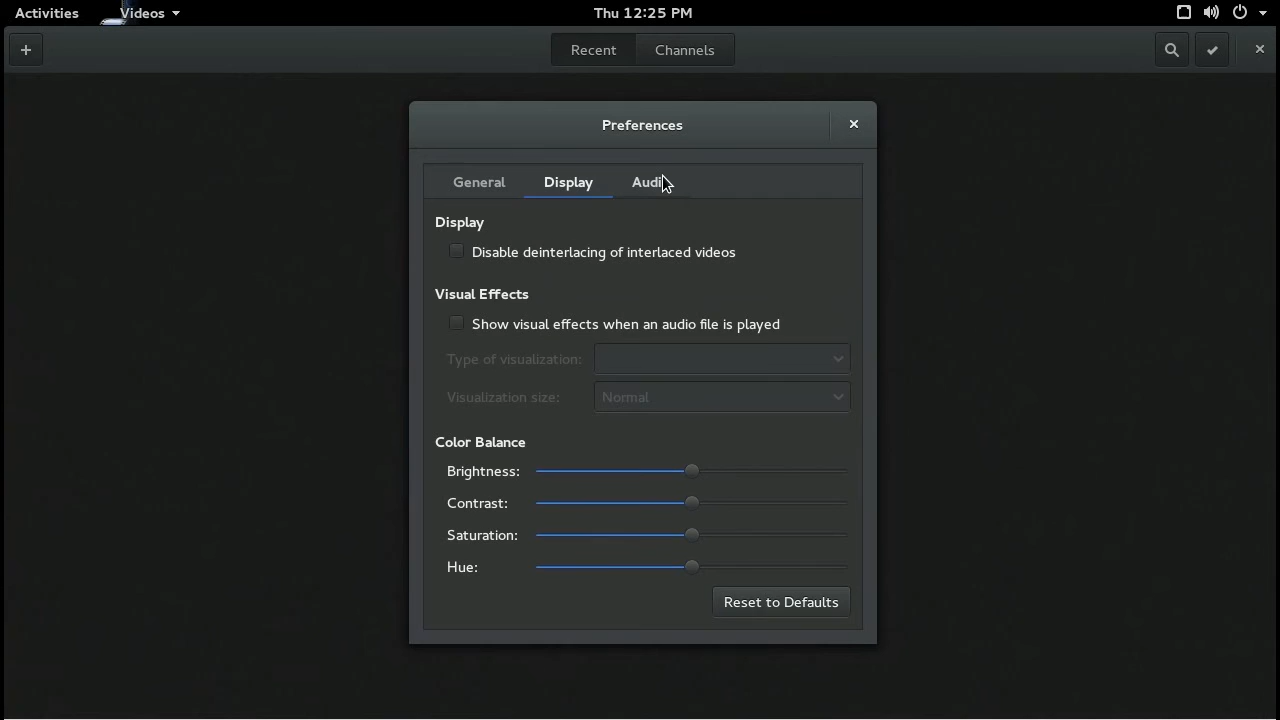 Activities Videos Thu 12:25 PM
Recent Channels
Preferences
General Display Audio
Display
Disable deinterlacing of interlaced videos
Visual Effects
Show visual effects when an audio file is played
Type of visualization:
Visualization size: Normal
Color Balance
Brightness:
Contrast:
Saturation:
Hue:
Reset to Defaults